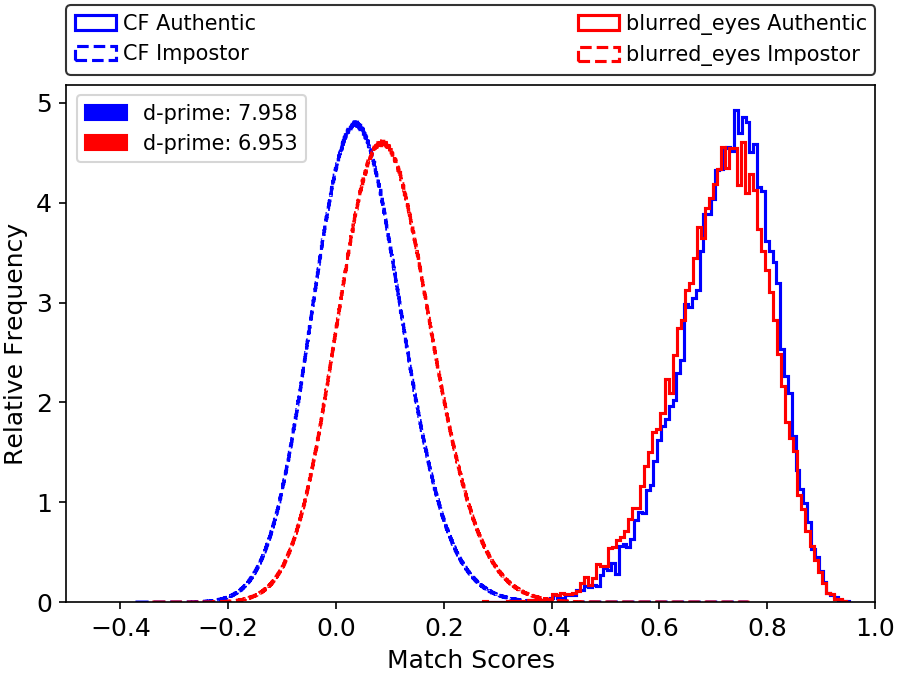 CF Authentic
CF Impostor
blurred_eyes Authentic
blurred_eyes Impostor
d-prime: 7.958
d-prime: 6.953
Relative Frequency
5
4
3
2
1
0
−0.4 −0.2 0.0 0.2 0.4 0.6 0.8 1.0
Match Scores